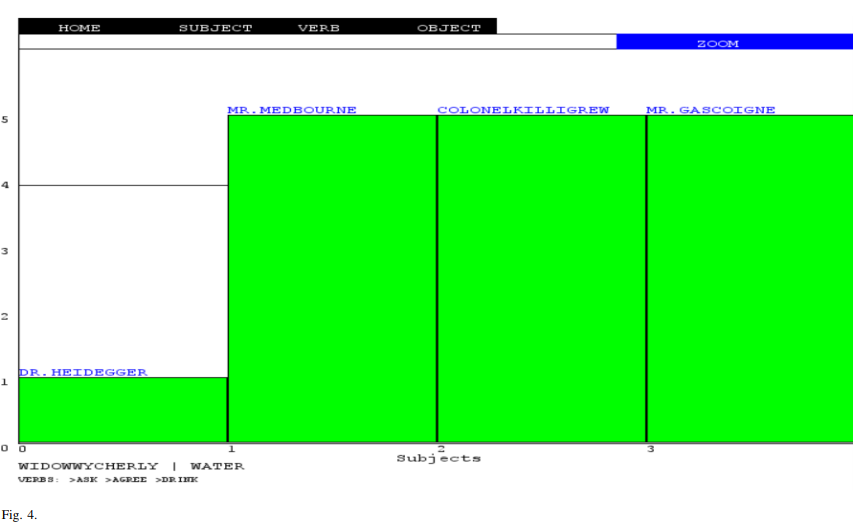 HOME SUBJECT VERB OBJECT
ZOOM
MR.MEDBOURNE COLONELKILLIGREW MR.GASCOIGNE
5
4
3
2
DR.HEIDEGGER
1
0 0 1 2 3
Subjects
WIDOWWYCHERLY | WATER
VERBS: >ASK >AGREE >DRINK
Fig. 4.